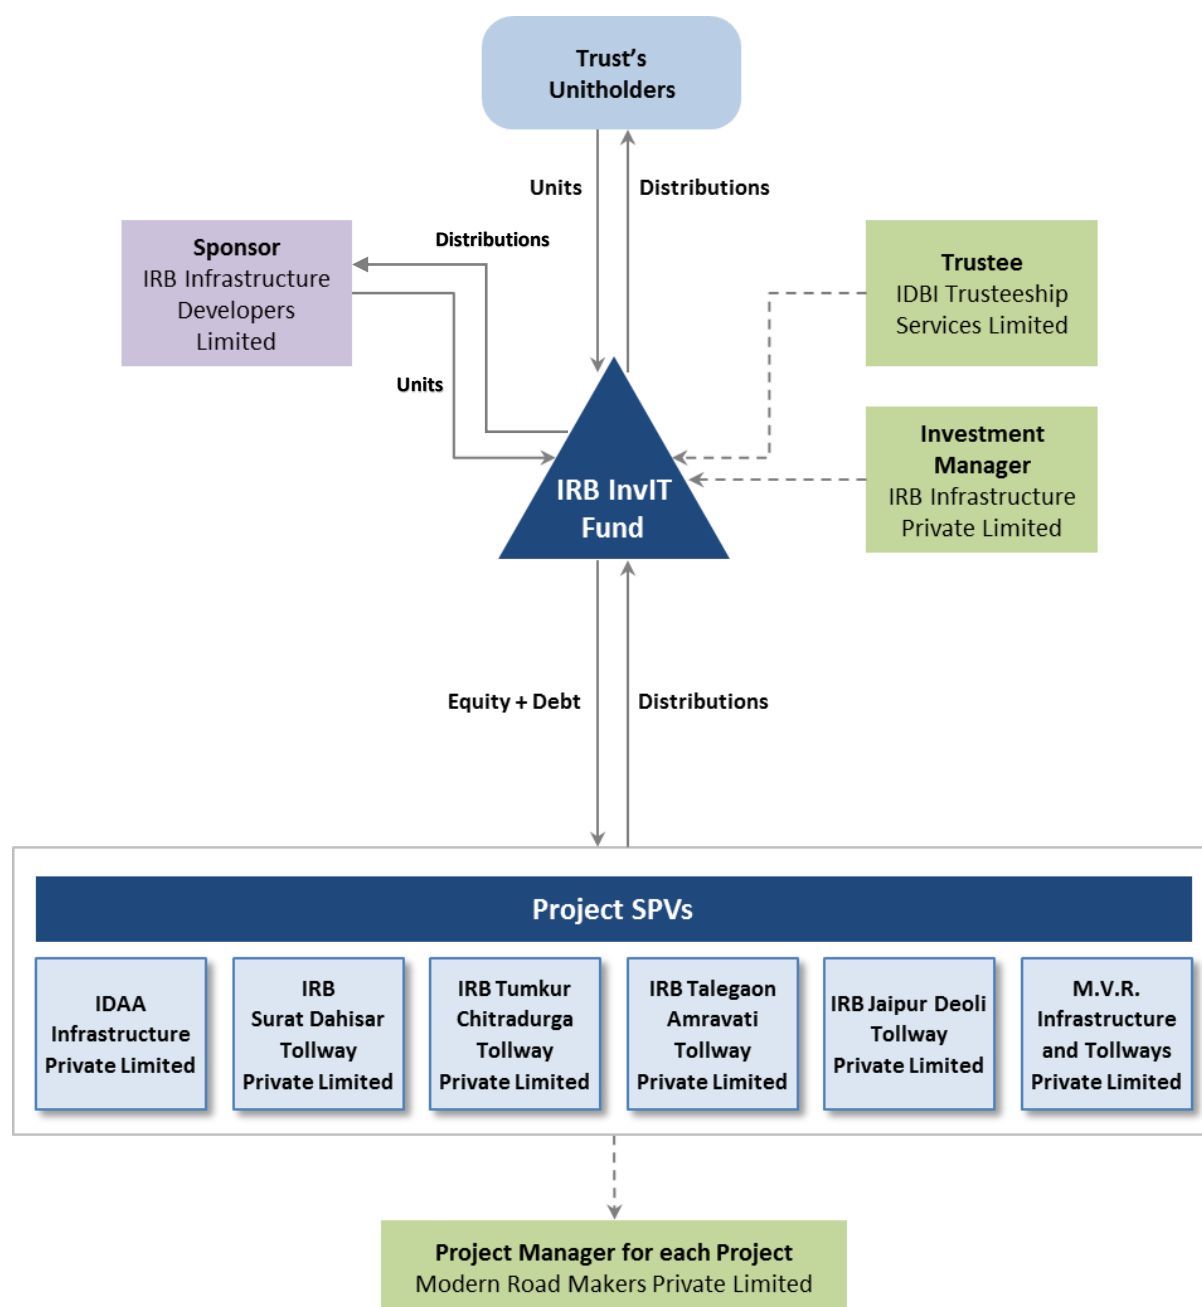 Trust’s
Unitholders
Units
Distributions
Distributions
Sponsor
IRB Infrastructure
Developers
Limited
Units
Trustee
IDBI Trusteeship
Services Limited
Investment
Manager
IRB Infrastructure
Private Limited
IRB InvIT
Fund
Equity + Debt
Distributions
Project SPVs
IDAA
Infrastructure
Private Limited
IRB
Surat Dahisar
Tollway
Private Limited
IRB Tumkur
Chitradurga
Tollway
Private Limited
IRB Talegaon
Amravati
Tollway
Private Limited
IRB Jaipur Deoli
Tollway
Private Limited
M.V.R.
Infrastructure
and Tollways
Private Limited
Project Manager for each Project
Modern Road Makers Private Limited